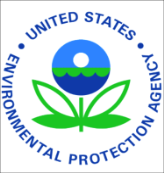 UNITED STATES
ENVIRONMENTAL PROTECTION AGENCY